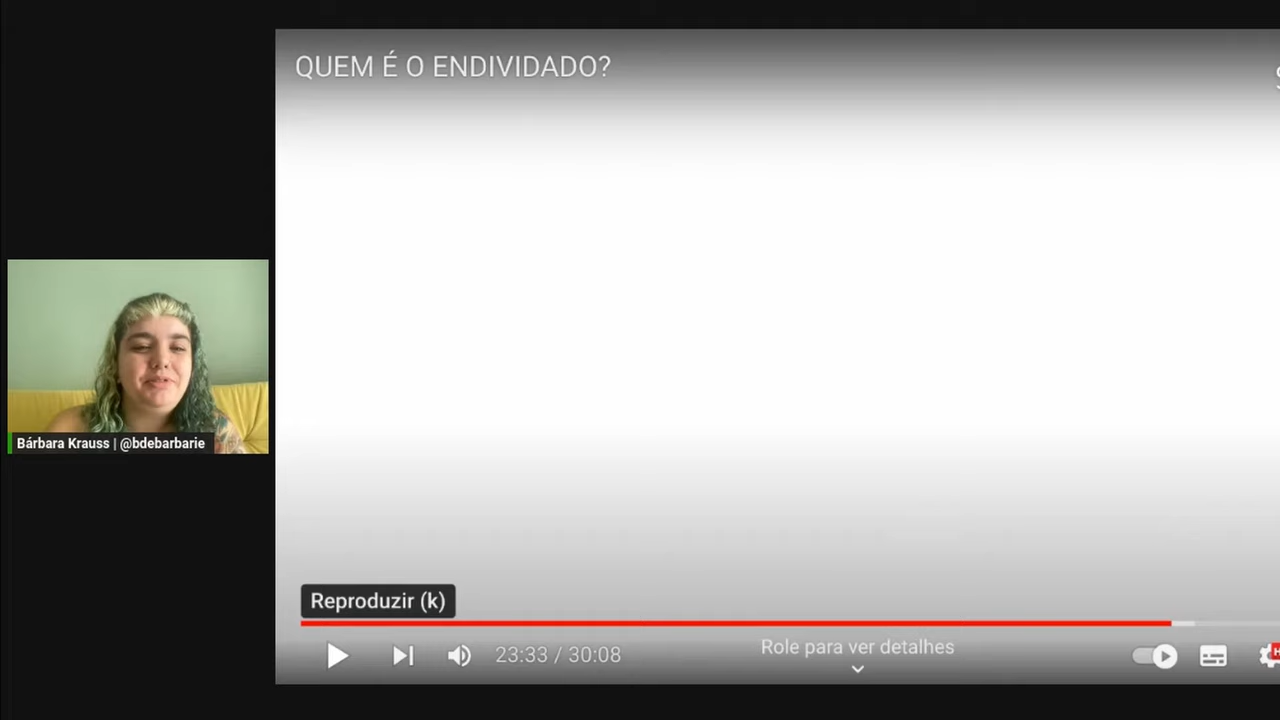 QUEM É O ENDIVIDADO?
Bárbara Krauss | @bdebarbarie
Reproduzir (k)
23:33 / 30:08
Role para ver detalhes